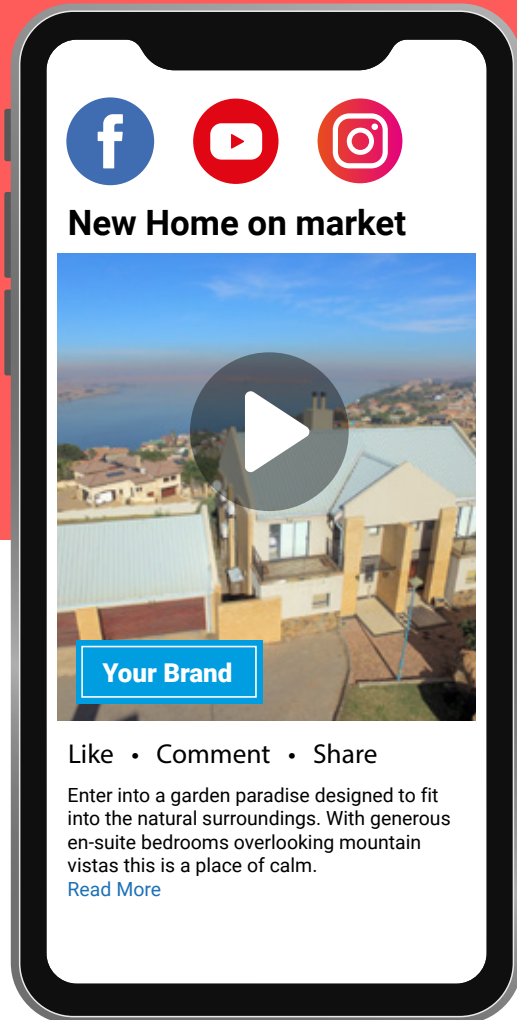 New Home on market
Your Brand
Like • Comment • Share
Enter into a garden paradise designed to fit
into the natural surroundings. With generous
en-suite bedrooms overlooking mountain
vistas this is a place of calm.
Read More